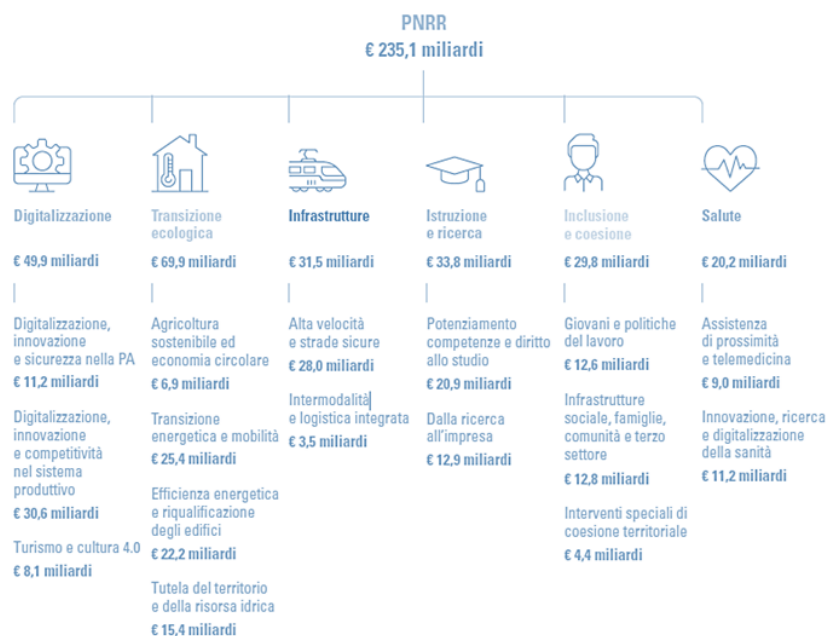 PNRR
€ 235,1 miliardi
Digitalizzazione
€ 49,9 miliardi
Digitalizzazione,
innovazione
e sicurezza nella PA
€ 11,2 miliardi
Digitalizzazione,
innovazione
e competitività
nel sistema
produttivo
€ 30,6 miliardi
Turismo e cultura 4.0
€ 8,1 miliardi
Transizione
ecologica
€ 69,9 miliardi
Agricoltura
sostenibile ed
economia circolare
€ 6,9 miliardi
Transizione
energetica e mobilità
€ 25,4 miliardi
Efficienza energetica
e riqualificazione
degli edifici
€ 22,2 miliardi
Tutela del territorio
e della risorsa idrica
€ 15,4 miliardi
Infrastrutture
€ 31,5 miliardi
Alta velocità
e strade sicure
€ 28,0 miliardi
Intermodalità
e logistica integrata
€ 3,5 miliardi
Istruzione
e ricerca
€ 33,8 miliardi
Potenziamento
competenze e diritto
allo studio
€ 20,9 miliardi
Dalla ricerca
all'impresa
€ 12,9 miliardi
Inclusione
e coesione
€ 29,8 miliardi
Giovani e politiche
del lavoro
€ 12,6 miliardi
Infrastrutture
sociale, famiglie,
comunità e terzo
settore
€ 12,8 miliardi
Interventi speciali di
coesione territoriale
€ 4,4 miliardi
Salute
€ 20,2 miliardi
Assistenza
di prossimità
e telemedicina
€ 9,0 miliardi
Innovazione, ricerca
e digitalizzazione
della sanità
€ 11,2 miliardi